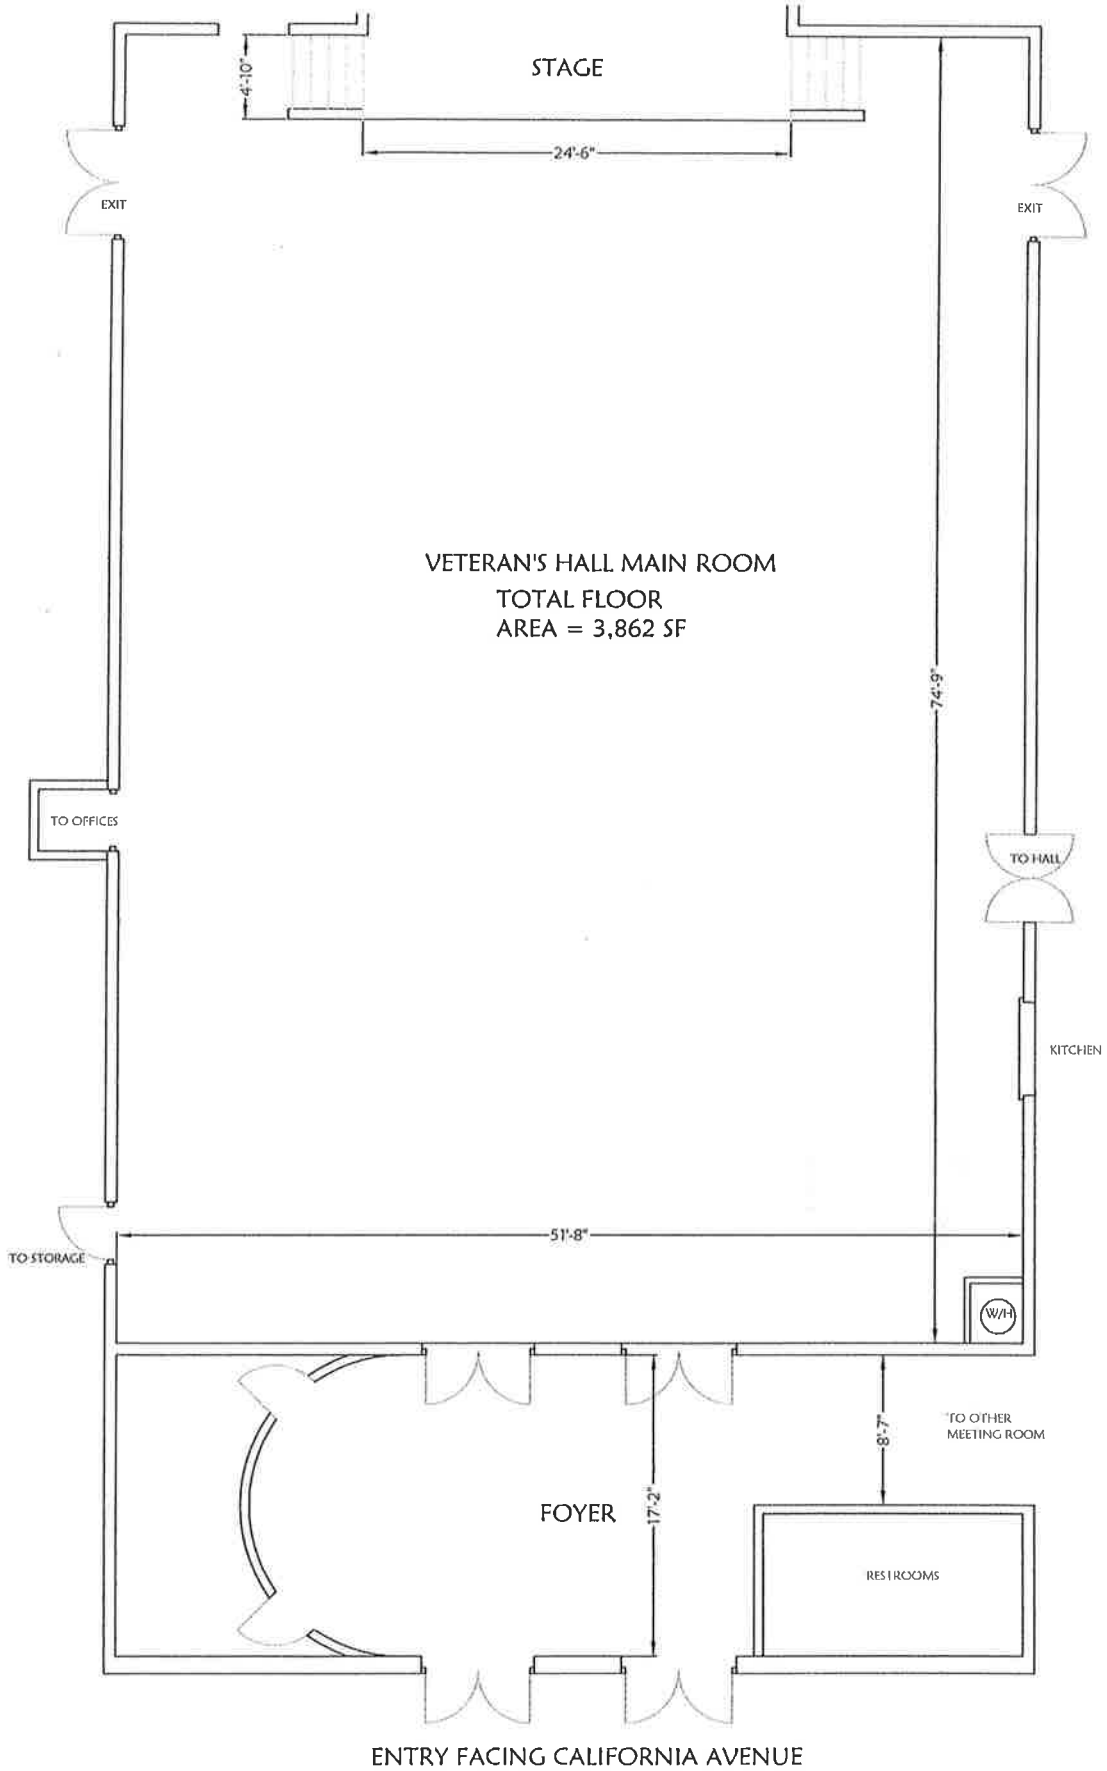 STAGE
4'-10"
24'-6"
EXIT
EXIT
VETERAN'S HALL MAIN ROOM
TOTAL FLOOR
AREA = 3,862 SF
74'-9"
TO OFFICES
TO HALL
KITCHEN
51'-8"
TO STORAGE
W/H
8'-7"
TO OTHER
MEETING ROOM
17'-2"
FOYER
RESTROOMS
ENTRY FACING CALIFORNIA AVENUE